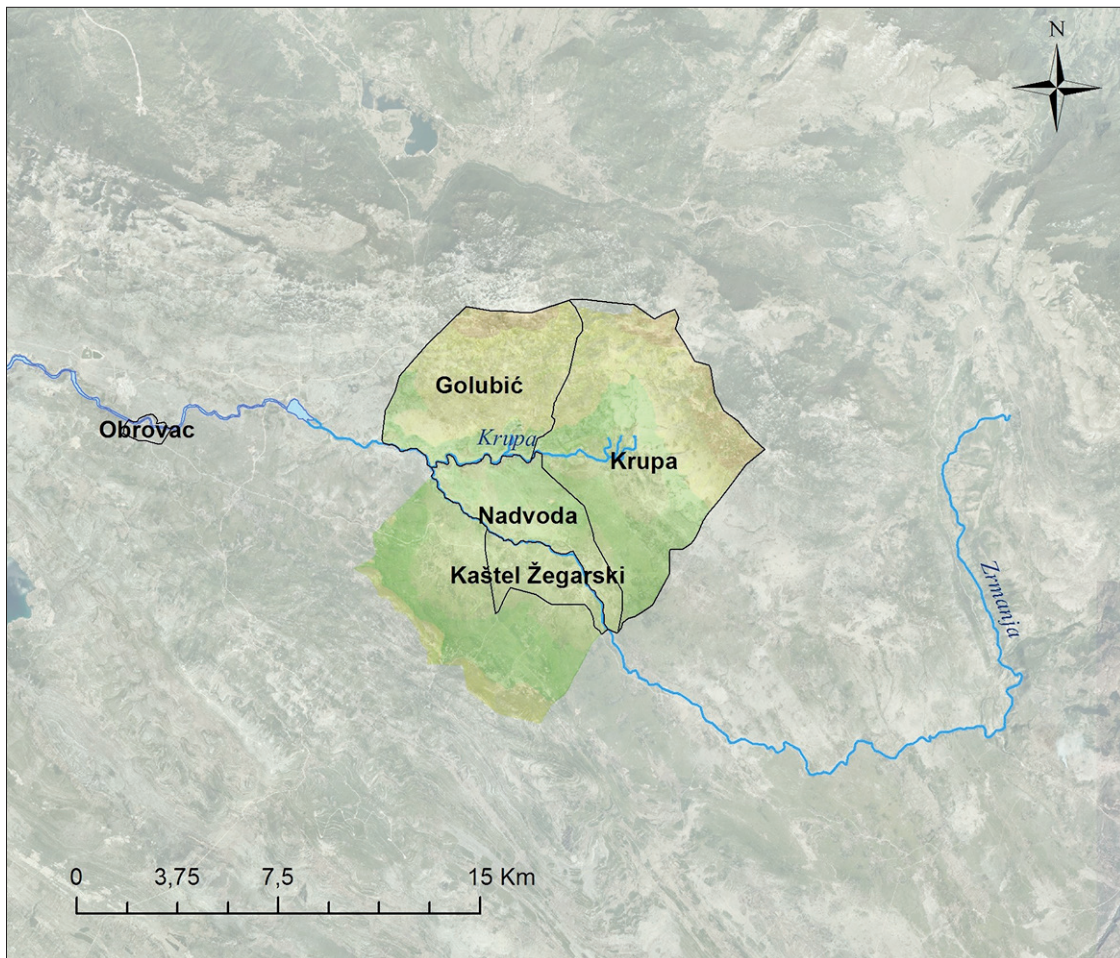 N
Golubić
Obrovac
Krupa
Krupa
Nadvoda
Kaštel Žegarski
Zrmanja
0 3,75 7,5 15 Km